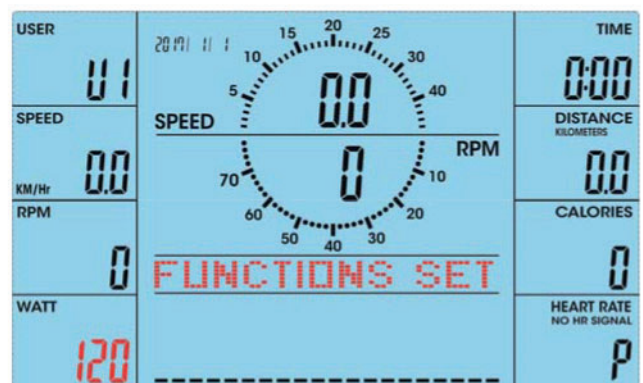 USER
U 1
SPEED
KM/Hr 0.0
RPM
0
WATT
120
2017/ 1/ 1
5 10 15 20 25 30 40
SPEED 0.0
RPM
0
10 20 30 40 50 60 70
FUNCTIONS SET
TIME
0:00
DISTANCE
KILOMETERS
0.0
CALORIES
0
HEART RATE
NO HR SIGNAL
P